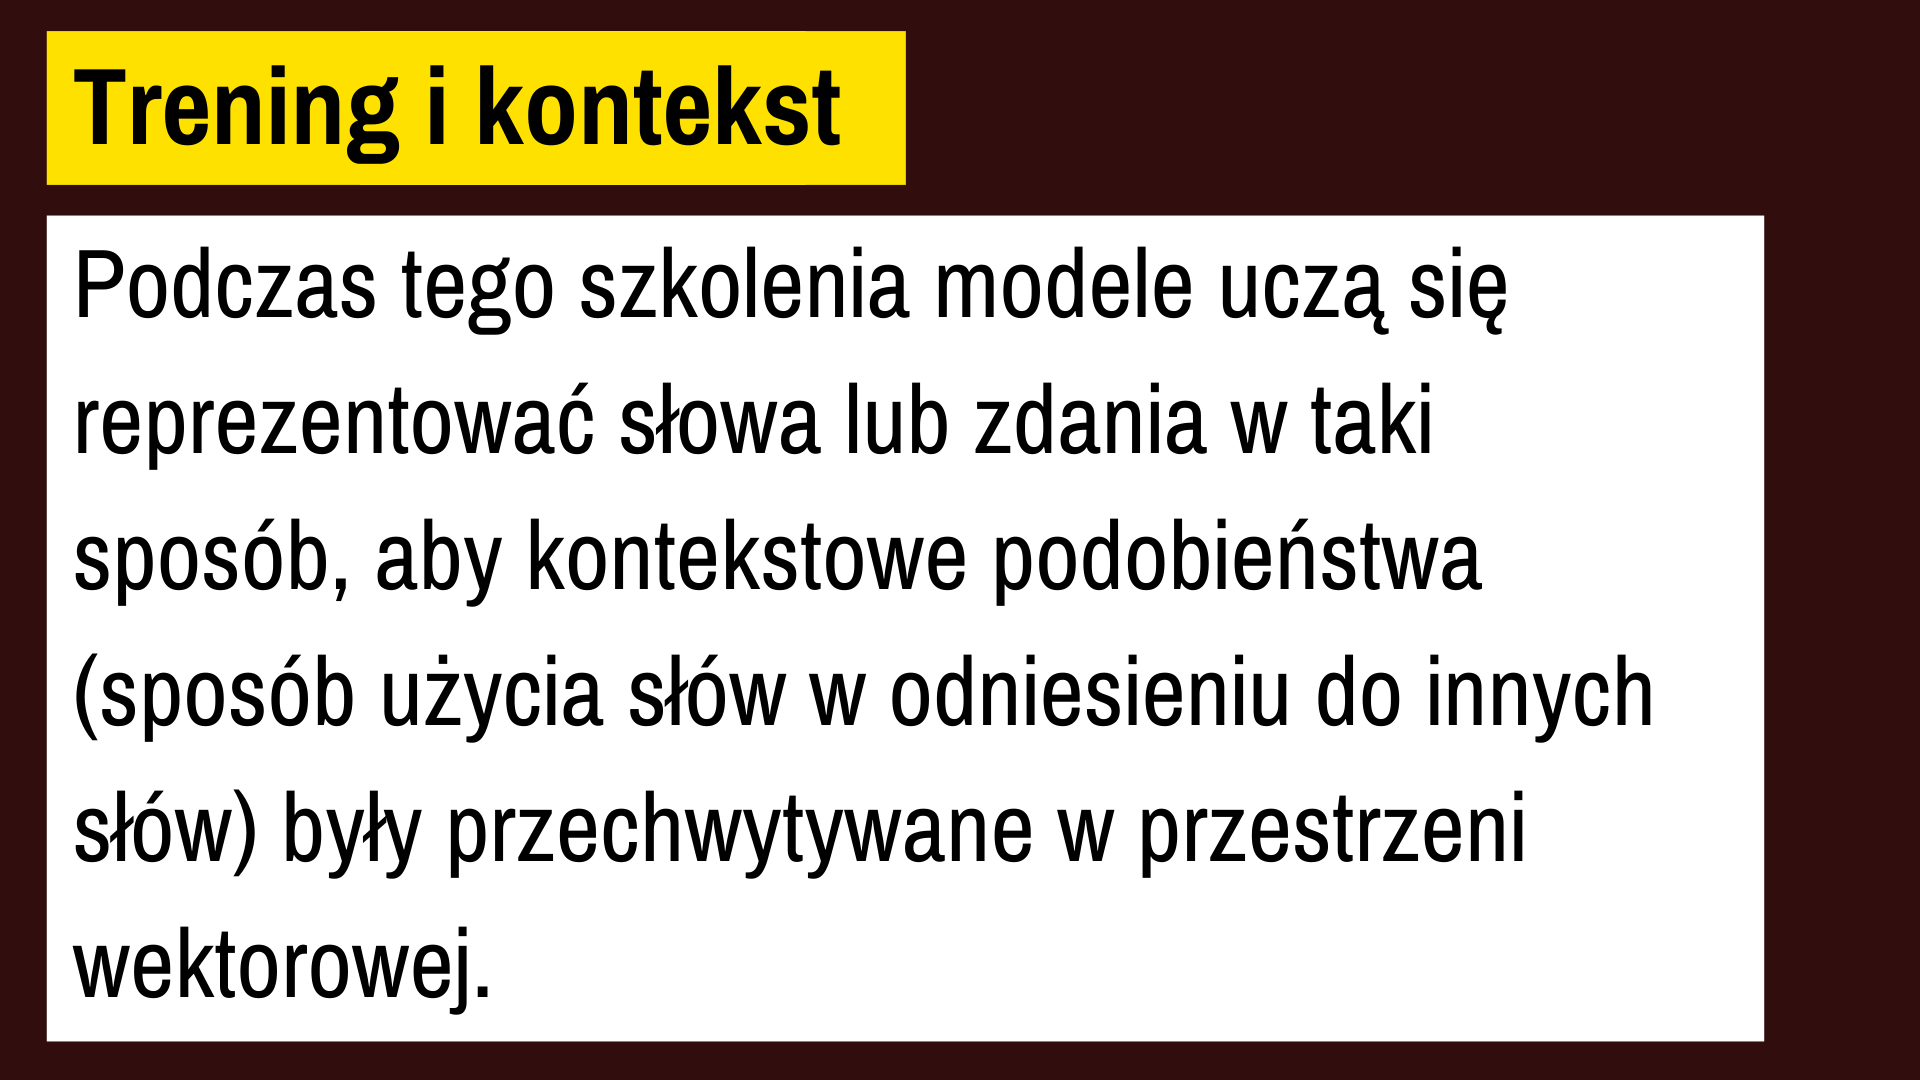 Trening i kontekst
Podczas tego szkolenia modele uczą się
reprezentować słowa lub zdania w taki
sposób, aby kontekstowe podobieństwa
(sposób użycia słów w odniesieniu do innych
słów) były przechwytywane w przestrzeni
wektorowej.